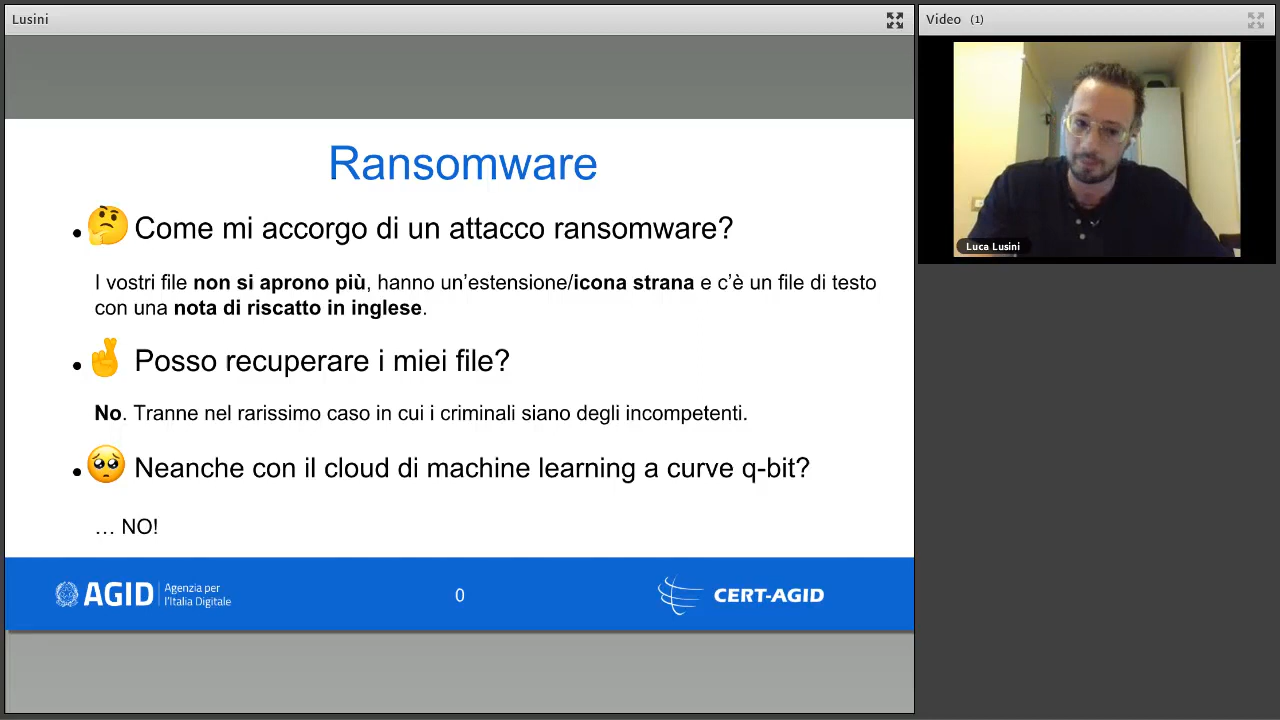 Lusini
Video (1)
Ransomware
Come mi accorgo di un attacco ransomware?
I vostri file non si aprono più, hanno un’estensione/icona strana e c’è un file di testo
con una nota di riscatto in inglese.
Posso recuperare i miei file?
No. Tranne nel rarissimo caso in cui i criminali siano degli incompetenti.
Neanche con il cloud di machine learning a curve q-bit?
… NO!
AGID
Agenzia per
l’Italia Digitale
0
CERT-AGID
Luca Lusini